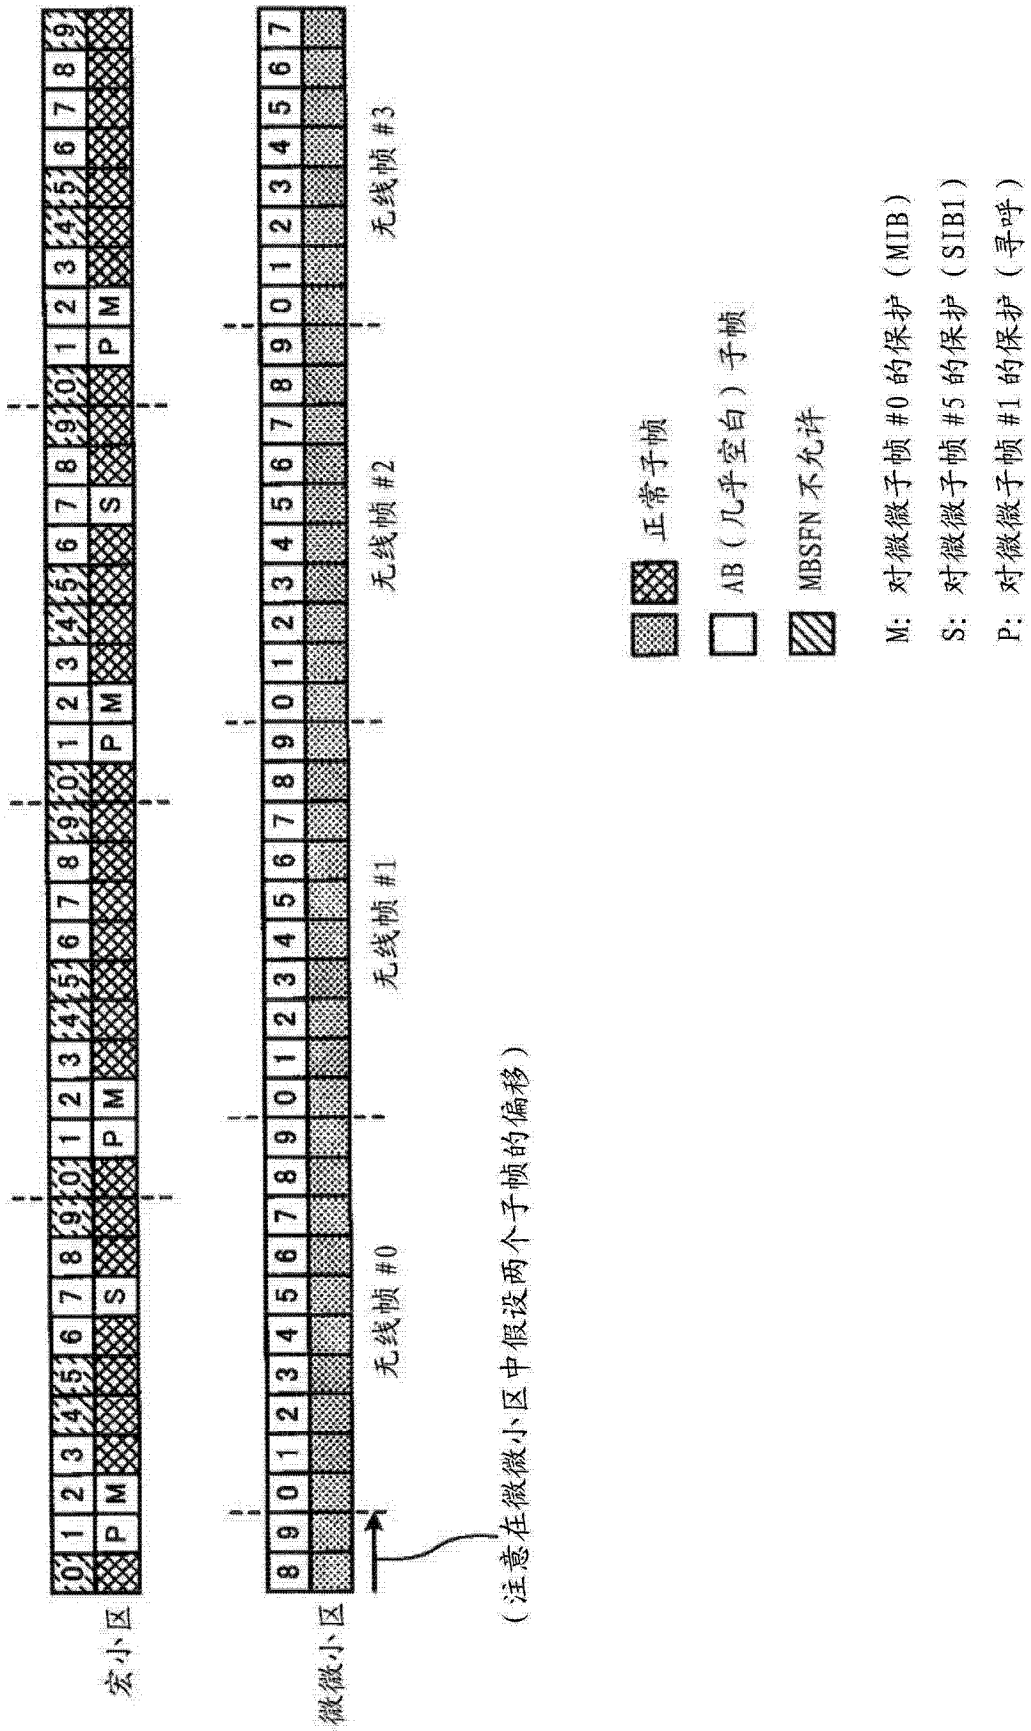 0 1 2 3 4 5 6 7 8 9 0 1 2 3 4 5 6 7 8 9 0 1 2 3 4 5 6 7 8 9 0 1 2 3 4 5 6 7 8 9
宏小区 P M S P M P M S P M
8 9 0 1 2 3 4 5 6 7 8 9 0 1 2 3 4 5 6 7 8 9 0 1 2 3 4 5 6 7 8 9 0 1 2 3 4 5 6 7
微微小区
无线帧 #0 无线帧 #1 无线帧 #2 无线帧 #3
（注意在微微小区中假设两个子帧的偏移）
正常子帧
AB（几乎空白）子帧
MBSFN 不允许
M: 对微微子帧 #0 的保护（MIB）
S: 对微微子帧 #5 的保护（SIB1）
P: 对微微子帧 #1 的保护（寻呼）